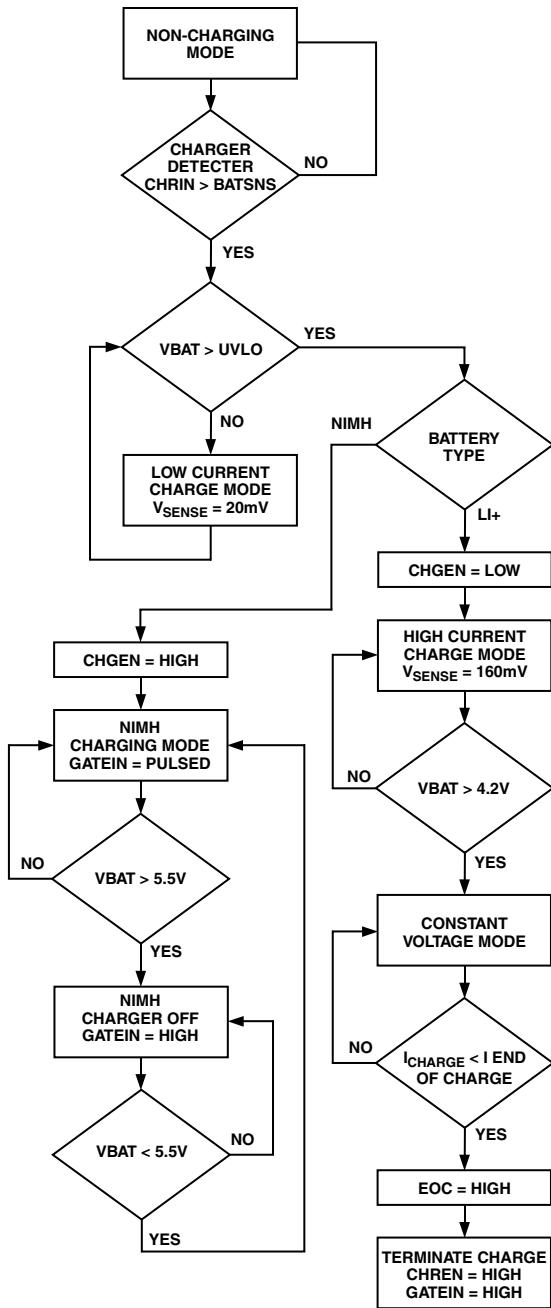 NON-CHARGING
MODE
CHARGER
DETECTER
CHRIN > BATSNS
NO
YES
VBAT > UVLO
YES
NO
LOW CURRENT
CHARGE MODE
VSENSE = 20mV
NIMH
BATTERY
TYPE
LI+
CHGEN = LOW
HIGH CURRENT
CHARGE MODE
VSENSE = 160mV
NO
VBAT > 4.2V
YES
CONSTANT
VOLTAGE MODE
NO
ICHARGE < I END
OF CHARGE
YES
EOC = HIGH
TERMINATE CHARGE
CHREN = HIGH
GATEIN = HIGH
CHGEN = HIGH
NIMH
CHARGING MODE
GATEIN = PULSED
NO
VBAT > 5.5V
YES
NIMH
CHARGER OFF
GATEIN = HIGH
NO
VBAT < 5.5V
YES